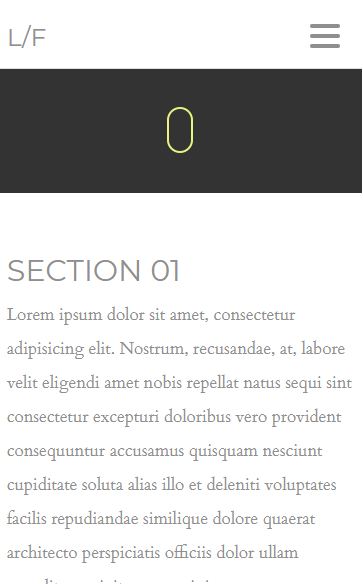 L/F
SECTION 01
Lorem ipsum dolor sit amet, consectetur
adipisicing elit. Nostrum, recusandae, at, labore
velit eligendi amet nobis repellat natus sequi sint
consectetur excepturi doloribus vero provident
consequuntur accusamus quisquam nesciunt
cupiditate soluta alias illo et deleniti voluptates
facilis repudiandae similique dolore quaerat
architecto perspiciatis officiis dolor ullam